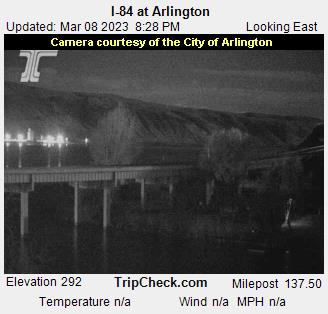 I-84 at Arlington
Updated: Mar 08 2023 8:28 PM Looking East
Camera courtesy of the City of Arlington
Elevation 292 TripCheck.com Milepost 137.50
Temperature n/a Wind n/a MPH n/a